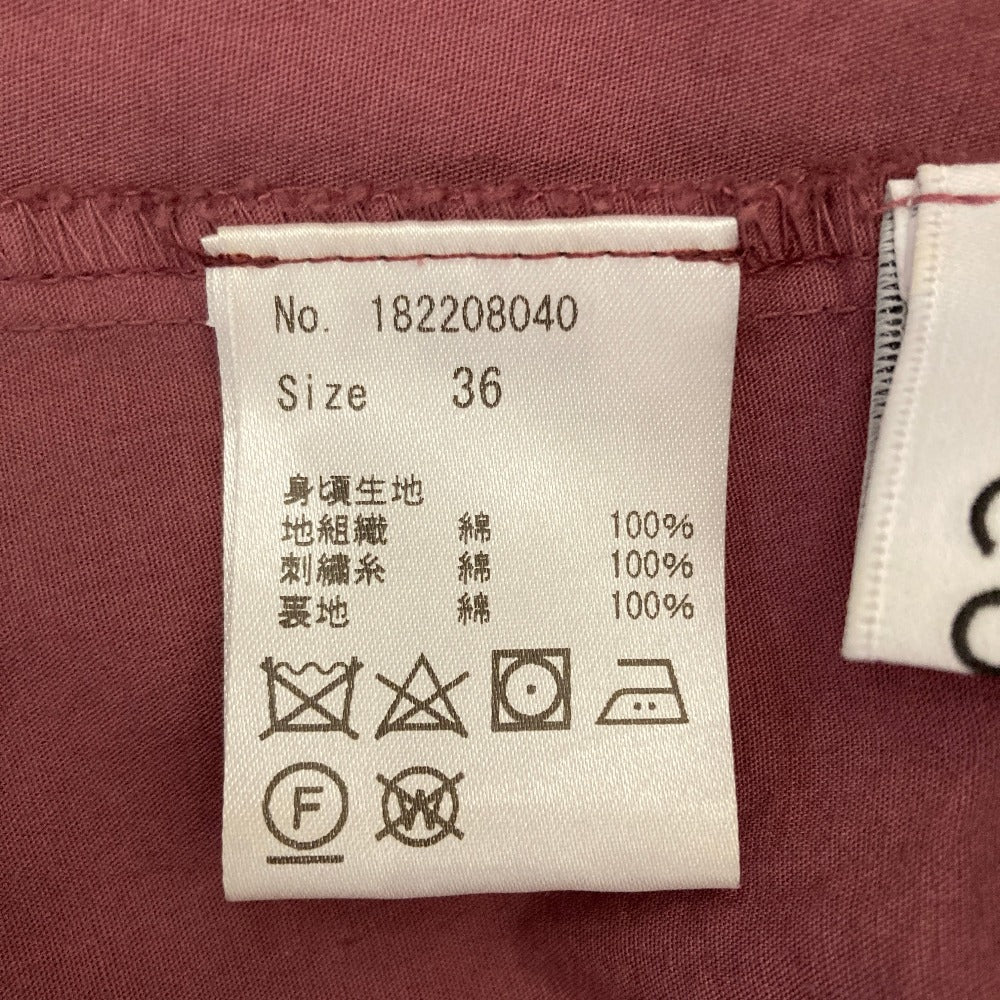 No. 182208040
Size 36
身頃生地
地組織 綿 100%
刺繍糸 綿 100%
裏地 綿 100%
F W